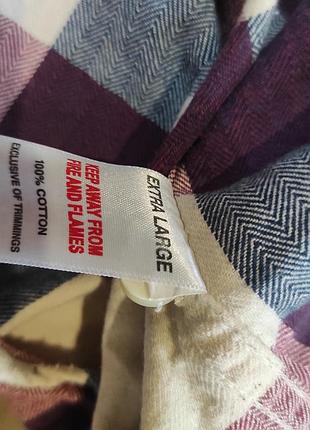 EXTRA LARGE
KEEP AWAY FROM
FIRE AND FLAMES
100% COTTON
EXCLUSIVE OF TRIMMINGS